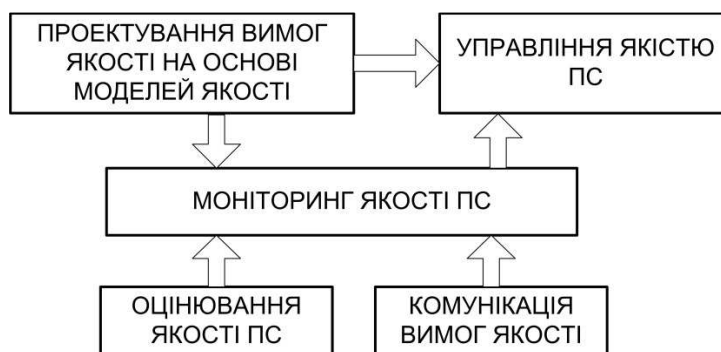 ПРОЕКТУВАННЯ ВИМОГ
ЯКОСТІ НА ОСНОВІ
МОДЕЛЕЙ ЯКОСТІ
УПРАВЛІННЯ ЯКІСТЮ
ПС
МОНІТОРИНГ ЯКОСТІ ПС
ОЦІНЮВАННЯ
ЯКОСТІ ПС
КОМУНІКАЦІЯ
ВИМОГ ЯКОСТІ